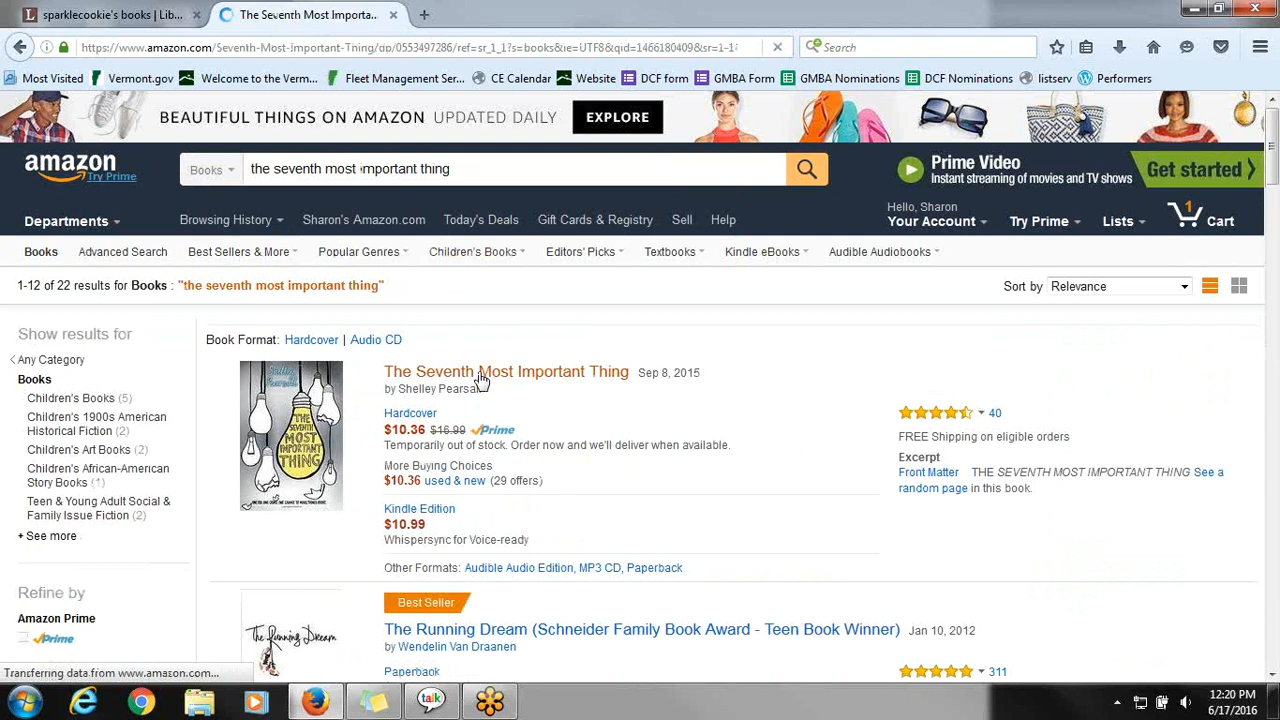 sparklecookie's books | Lib...
The Seventh Most Importa...
https://www.amazon.com/Seventh-Most-Important-Thing/dp/0553497286/ref=sr_1_1?s=books&ie=UTF8&qid=1466180409&sr=1-1
Search
Most Visited
Vermont.gov
Welcome to the Verm...
Fleet Management Ser...
CE Calendar
Website
DCF form
GMBA Form
GMBA Nominations
DCF Nominations
listserv
Performers
BEAUTIFUL THINGS ON AMAZON UPDATED DAILY
EXPLORE
amazon
Try Prime
Books
the seventh most important thing
Prime Video
Instant streaming of movies and TV shows
Get started
Departments
Browsing History
Sharon's Amazon.com
Today's Deals
Gift Cards & Registry
Sell
Help
Hello, Sharon
Your Account
Try Prime
Lists
1
Cart
Books
Advanced Search
Best Sellers & More
Popular Genres
Children's Books
Editors' Picks
Textbooks
Kindle eBooks
Audible Audiobooks
1-12 of 22 results for Books : "the seventh most important thing"
Sort by
Relevance
Show results for
Any Category
Books
Children's Books (5)
Children's 1900s American
Historical Fiction (2)
Children's Art Books (2)
Children's African-American
Story Books (1)
Teen & Young Adult Social &
Family Issue Fiction (2)
See more
Refine by
Amazon Prime
Prime
Book Format: Hardcover | Audio CD
THE
SEVENTH
MOST
IMPORTANT
THING
The Seventh Most Important Thing Sep 8, 2015
by Shelley Pearsa
Hardcover
$10.36 $16.99 Prime
Temporarily out of stock. Order now and we'll deliver when available.
More Buying Choices
$10.36 used & new (29 offers)
Kindle Edition
$10.99
Whispersync for Voice-ready
Other Formats: Audible Audio Edition, MP3 CD, Paperback
40
FREE Shipping on eligible orders
Excerpt
Front Matter THE SEVENTH MOST IMPORTANT THING See a
random page in this book.
The Running Dream
Best Seller
The Running Dream (Schneider Family Book Award - Teen Book Winner) Jan 10, 2012
by Wendelin Van Draanen
Paperback
311
Transferring data from www.amazon.com...
talk
12:20 PM
6/17/2016